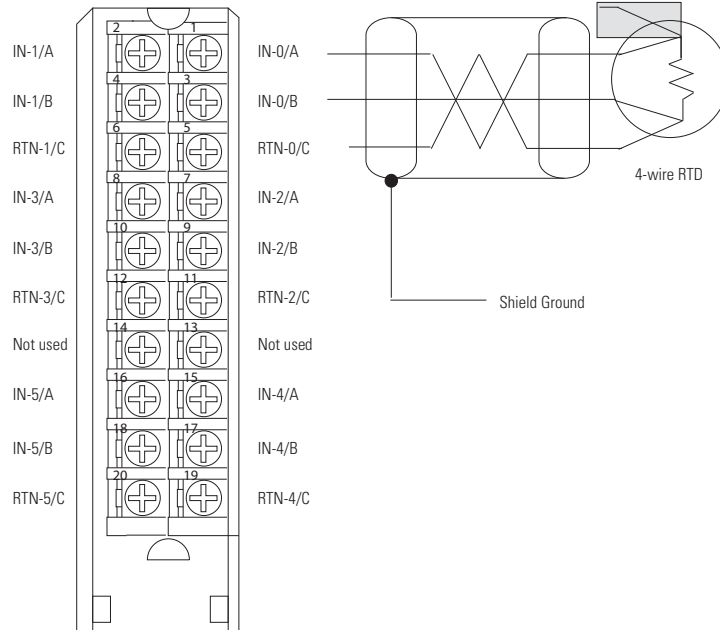 2 1
IN-1/A IN-0/A
4 3
IN-1/B IN-0/B
6 5
RTN-1/C RTN-0/C
4-wire RTD
8 7
IN-3/A IN-2/A
10 9
IN-3/B IN-2/B
12 11
RTN-3/C RTN-2/C
Shield Ground
14 13
Not used Not used
16 15
IN-5/A IN-4/A
18 17
IN-5/B IN-4/B
20 19
RTN-5/C RTN-4/C